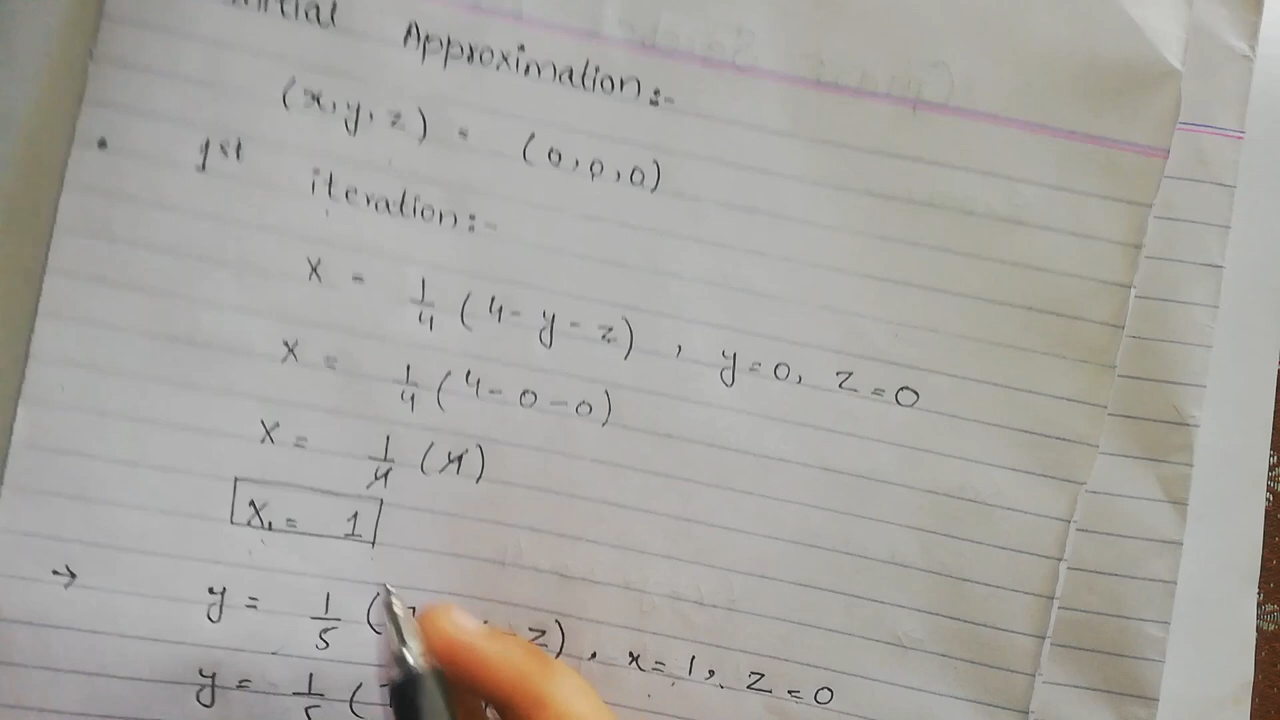 Initial Approximation:-
(x, y, z) = (0, 0, 0)
• 1st iteration:-
x = 1/4 (4 - y - z), y=0, z=0
x = 1/4 (4 - 0 - 0)
x = 1/4 (4)
x₁ = 1
→ y = 1/5 ( - z), x=1, z=0
y = 1/5 (